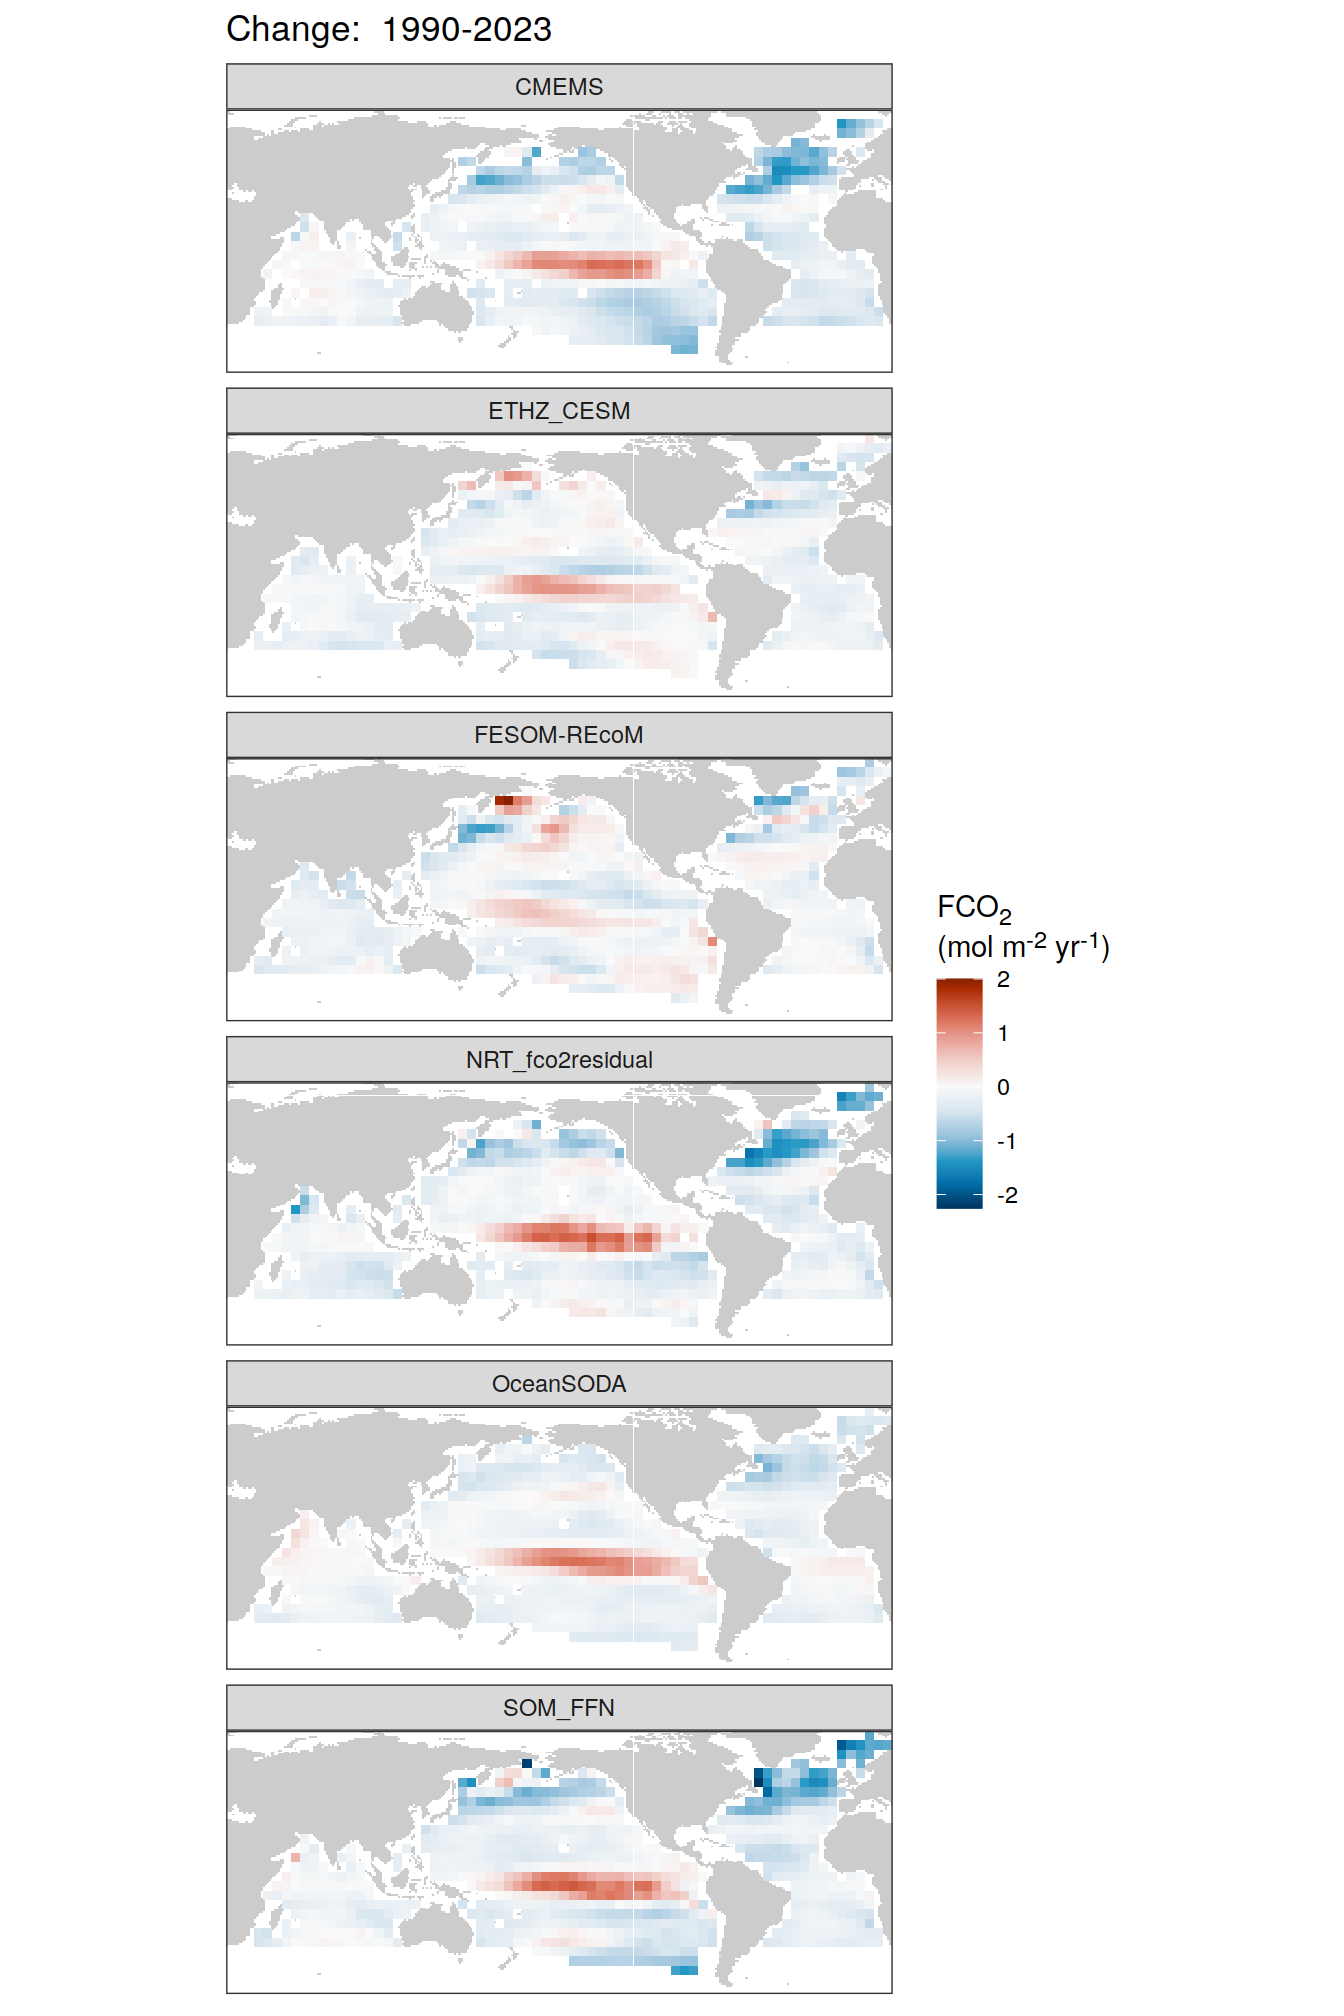 Change:  1990-2023
CMEMS
ETHZ_CESM
FESOM-REcoM
FCO₂
(mol m⁻² yr⁻¹)
2
1
0
-1
-2
NRT_fco2residual
OceanSODA
SOM_FFN